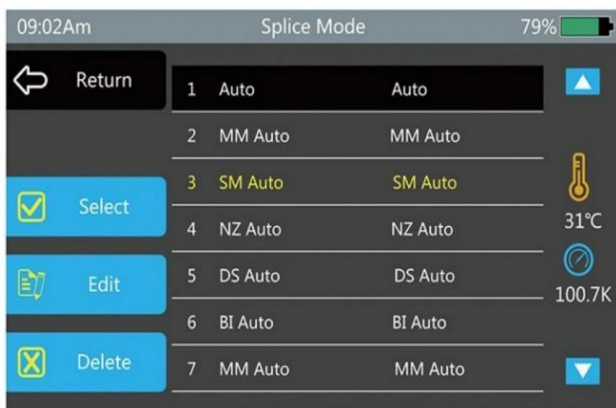 09:02Am Splice Mode 79%
Return
1 Auto Auto
2 MM Auto MM Auto
3 SM Auto SM Auto
Select
4 NZ Auto NZ Auto
31℃
Edit
5 DS Auto DS Auto
100.7K
6 BI Auto BI Auto
Delete
7 MM Auto MM Auto